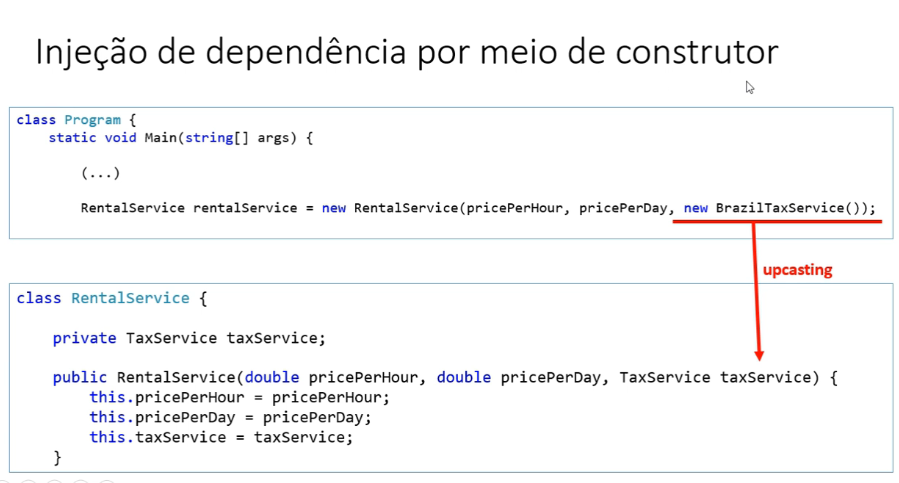 Injeção de dependência por meio de construtor
class Program {
static void Main(string[] args) {
(...)
RentalService rentalService = new RentalService(pricePerHour, pricePerDay, new BrazilTaxService());
upcasting
class RentalService {
private TaxService taxService;
public RentalService(double pricePerHour, double pricePerDay, TaxService taxService) {
this.pricePerHour = pricePerHour;
this.pricePerDay = pricePerDay;
this.taxService = taxService;
}